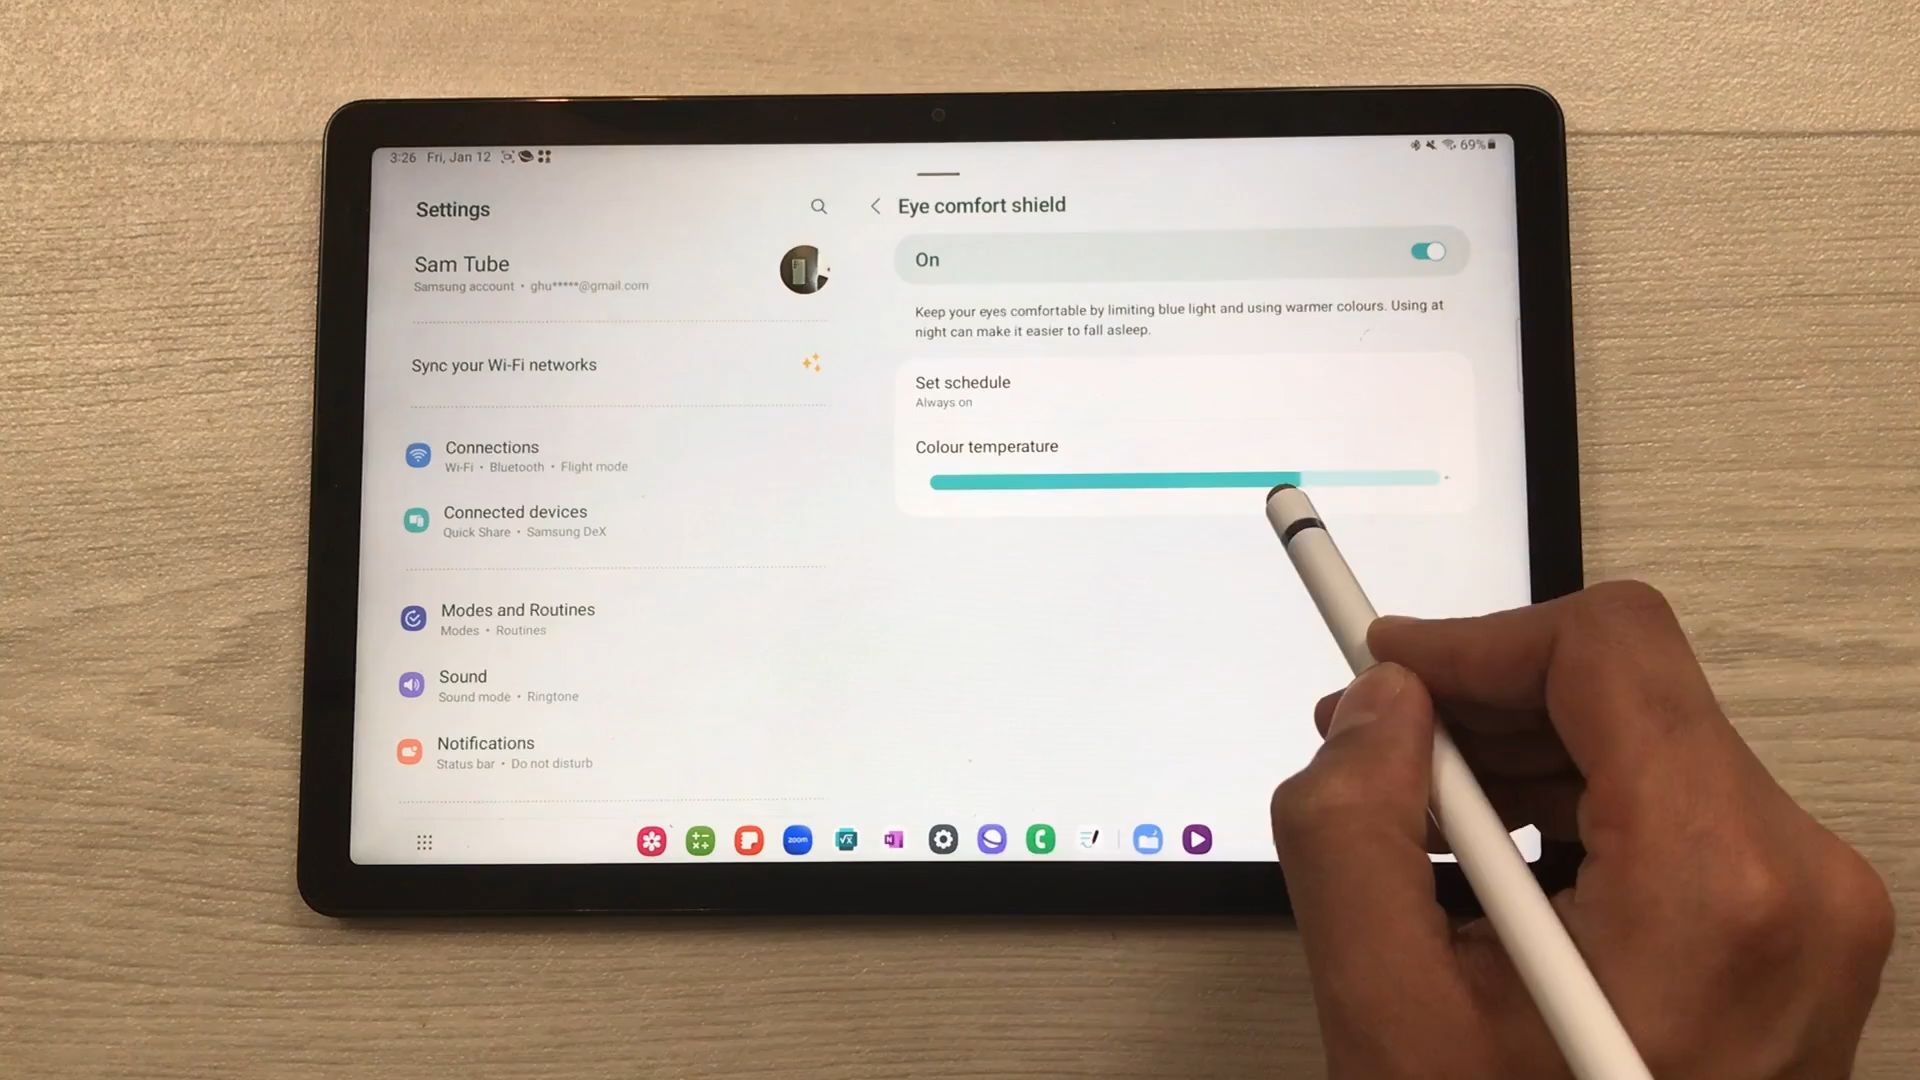 3:26 Fri, Jan 12
69%
Settings
Sam Tube
Samsung account • ghu*****@gmail.com
Sync your Wi-Fi networks
Connections
Wi-Fi • Bluetooth • Flight mode
Connected devices
Quick Share • Samsung DeX
Modes and Routines
Modes • Routines
Sound
Sound mode • Ringtone
Notifications
Status bar • Do not disturb
Eye comfort shield
On
Keep your eyes comfortable by limiting blue light and using warmer colours. Using at
night can make it easier to fall asleep.
Set schedule
Always on
Colour temperature
zoom